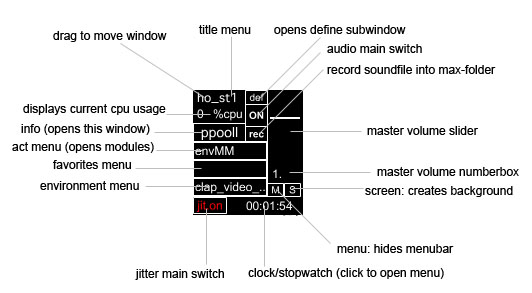 drag to move window
title menu
opens define subwindow
audio main switch
record soundfile into max-folder
ho_st1 def
displays current cpu usage
0 %cpu ON
info (opens this window)
ppooll rec
act menu (opens modules)
envMM
master volume slider
favorites menu
master volume numberbox
1.
environment menu
clap_video_.. M. S
screen: creates background
jit.on 00:01:54
menu: hides menubar
jitter main switch
clock/stopwatch (click to open menu)